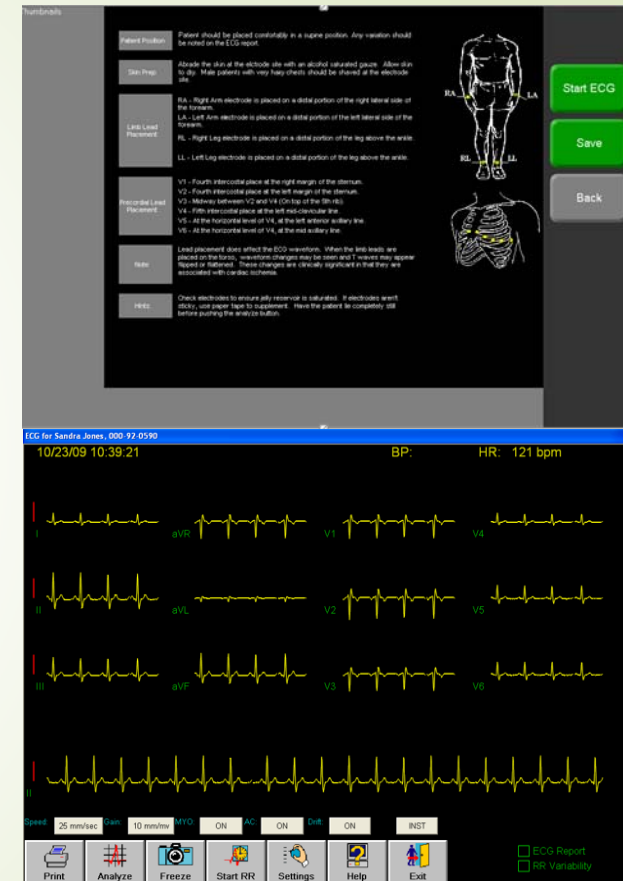 Thumbnails
Patient Position
Patient should be placed comfortably in a supine position. Any variation should
be noted on the ECG report.
Skin Prep
Abrade the skin at the elctrode site with an alcohol saturated gauze. Allow skin
to dry. Male patients with very hairy chests should be shaved at the electrode
site.
Limb Lead
Placement
RA - Right Arm electrode is placed on a distal portion of the right lateral side of
the forearm.
LA - Left Arm electrode is placed on a distal portion of the left lateral side of the
forearm.
RL - Right Leg electrode is placed on a distal portion of the leg above the ankle.
LL - Left Leg electrode is placed on a distal portion of the leg above the ankle.
Precordial Lead
Placement
V1 - Fourth intercostal place at the right margin of the sternum.
V2 - Fourth intercostal place at the left margin of the sternum.
V3 - Midway between V2 and V4 (On top of the 5th rib)
V4 - Fifth intercostal place at the left mid-clavicular line.
V5 - At the horizontal level of V4, at the left anterior axillary line.
V6 - At the horizontal level of V4, at the mid axillary line.
Note
Lead placement does effect the ECG waveform. When the limb leads are
placed on the torso, waveform changes may be seen and T waves may appear
flipped or flattened. These changes are clinically significant in that they are
associated with cardiac ischemia.
Hints
Check electrodes to ensure jelly reservoir is saturated. If electrodes aren't
sticky, use paper tape to supplement. Have the patient lie completely still
before pushing the analyze button.
RA
LA
RL
LL
Start ECG
Save
Back
ECG for Sandra Jones, 000-92-0590
10/23/09 10:39:21
BP:
HR: 121 bpm
I
aVR
V1
V4
II
aVL
V2
V5
III
aVF
V3
V6
II
Speed: 25 mm/sec Gain: 10 mm/mv MYO: ON AC: ON Drift: ON INST
Print
Analyze
Freeze
Start RR
Settings
Help
Exit
ECG Report
RR Variability